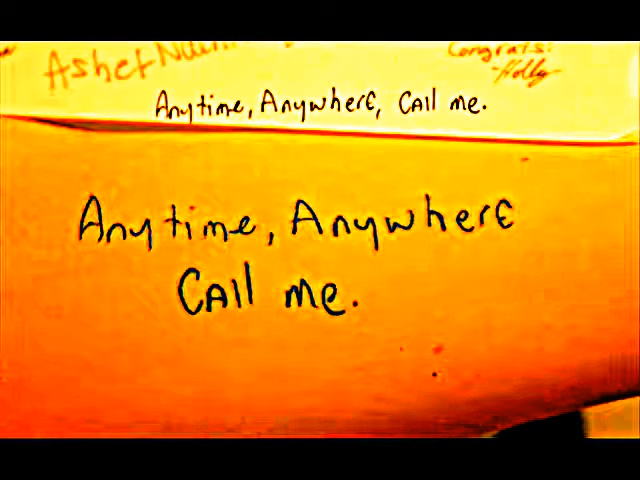 Congrats!
-Holly
Anytime, Anywhere, Call me.
Anytime, Anywhere
Call me.